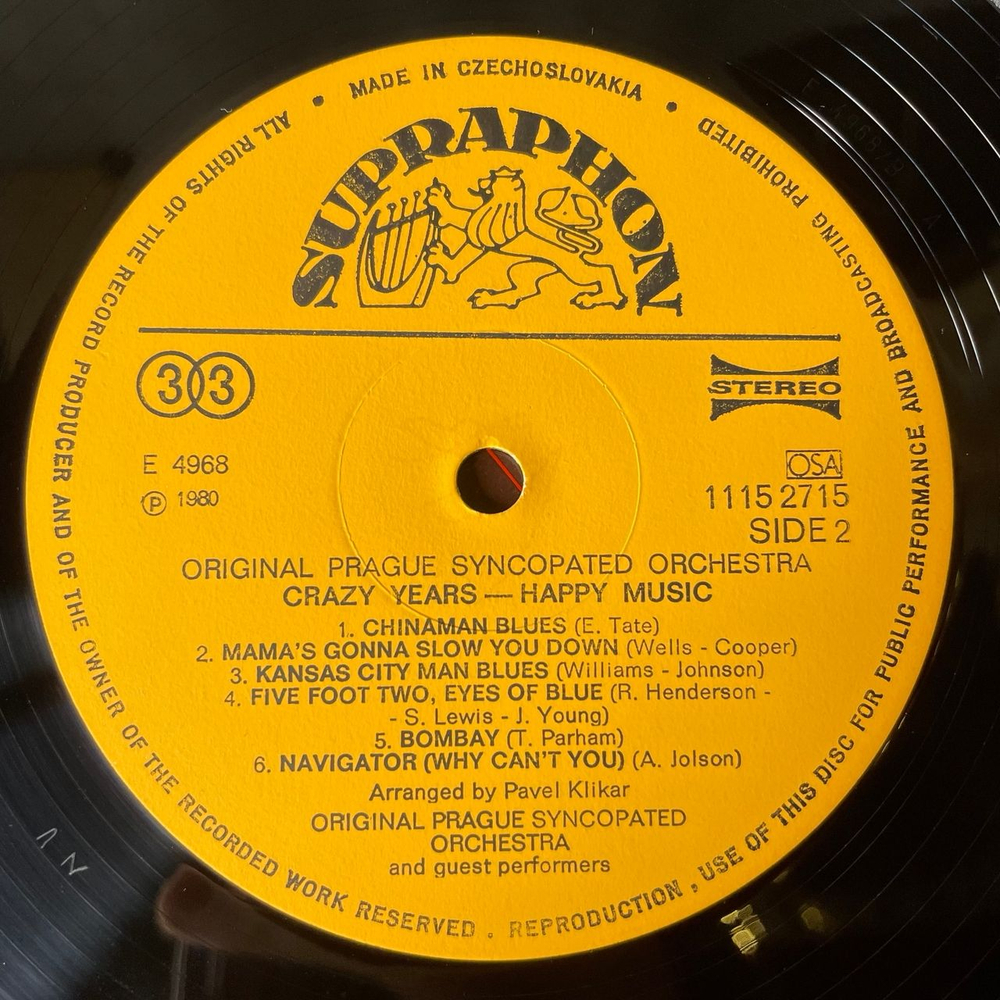 MADE IN CZECHOSLOVAKIA
ALL RIGHTS OF THE RECORD PRODUCER AND OF THE OWNER OF THE RECORDED WORK RESERVED . REPRODUCTION , USE OF THIS DISC FOR PUBLIC PERFORMANCE AND BROADCASTING PROHIBITED
SUPRAPHON
33
STEREO
E 4968
OSA
Ⓟ 1980
1115 2715
SIDE 2
ORIGINAL PRAGUE SYNCOPATED ORCHESTRA
CRAZY YEARS — HAPPY MUSIC
1. CHINAMAN BLUES (E. Tate)
2. MAMA'S GONNA SLOW YOU DOWN (Wells - Cooper)
3. KANSAS CITY MAN BLUES (Williams - Johnson)
4. FIVE FOOT TWO, EYES OF BLUE (R. Henderson -
- S. Lewis - J. Young)
5. BOMBAY (T. Parham)
6. NAVIGATOR (WHY CAN'T YOU) (A. Jolson)
Arranged by Pavel Klikar
ORIGINAL PRAGUE SYNCOPATED
ORCHESTRA
and guest performers